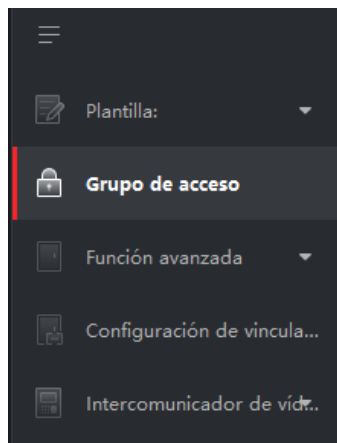 Plantilla:
Grupo de acceso
Función avanzada
Configuración de vincula...
Intercomunicador de víd...